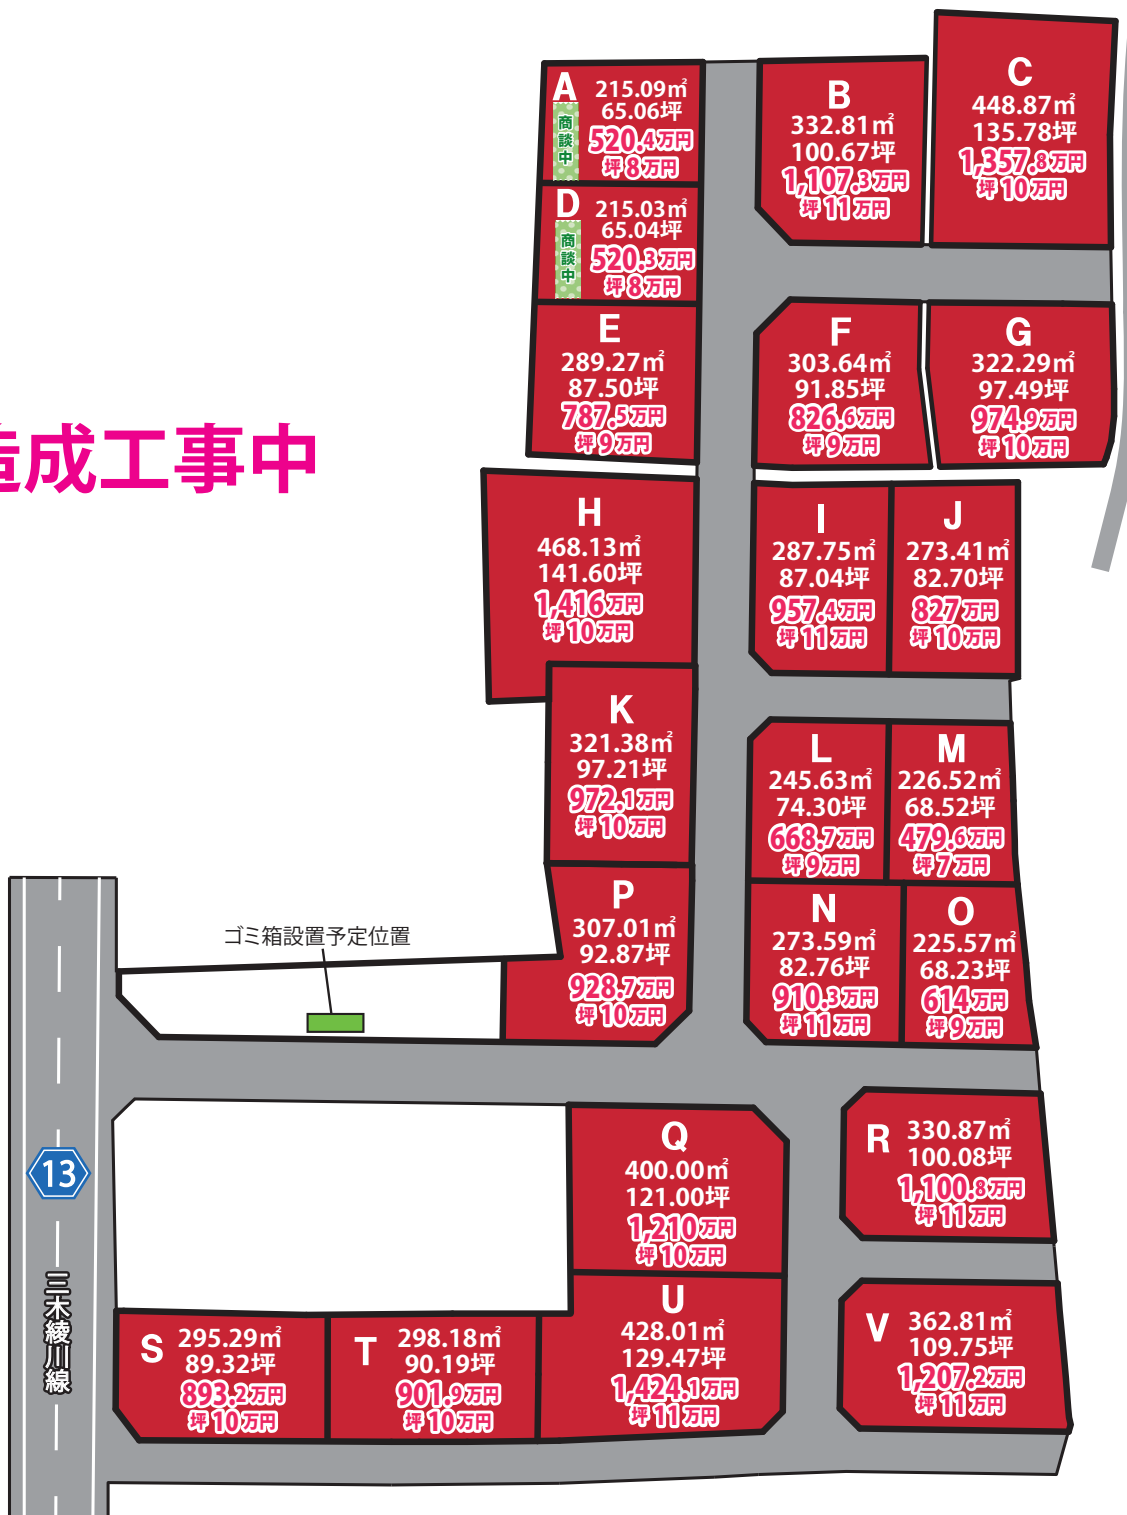 A
商談中
215.09㎡
65.06坪
520.4万円
坪8万円
B
332.81㎡
100.67坪
1,107.3万円
坪11万円
C
448.87㎡
135.78坪
1,357.8万円
坪10万円
D
商談中
215.03㎡
65.04坪
520.3万円
坪8万円
E
289.27㎡
87.50坪
787.5万円
坪9万円
F
303.64㎡
91.85坪
826.6万円
坪9万円
G
322.29㎡
97.49坪
974.9万円
坪10万円
造成工事中
H
468.13㎡
141.60坪
1,416万円
坪10万円
I
287.75㎡
87.04坪
957.4万円
坪11万円
J
273.41㎡
82.70坪
827万円
坪10万円
K
321.38㎡
97.21坪
972.1万円
坪10万円
L
245.63㎡
74.30坪
668.7万円
坪9万円
M
226.52㎡
68.52坪
479.6万円
坪7万円
P
307.01㎡
92.87坪
928.7万円
坪10万円
N
273.59㎡
82.76坪
910.3万円
坪11万円
O
225.57㎡
68.23坪
614万円
坪9万円
ゴミ箱設置予定位置
13
三木綾川線
Q
400.00㎡
121.00坪
1,210万円
坪10万円
R
330.87㎡
100.08坪
1,100.8万円
坪11万円
S
295.29㎡
89.32坪
893.2万円
坪10万円
T
298.18㎡
90.19坪
901.9万円
坪10万円
U
428.01㎡
129.47坪
1,424.1万円
坪11万円
V
362.81㎡
109.75坪
1,207.2万円
坪11万円